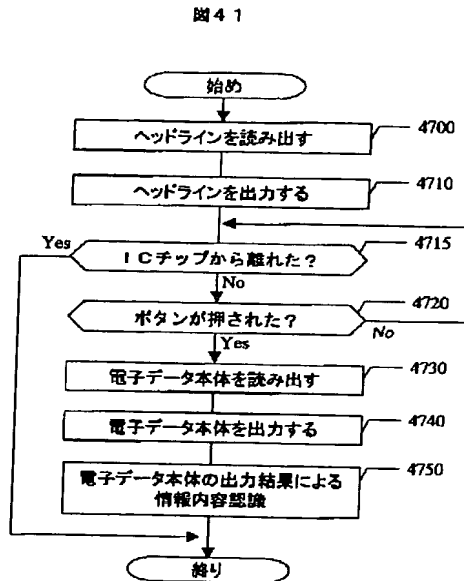 図41
始め
ヘッドラインを読み出す
4700
ヘッドラインを出力する
4710
Yes
ICチップから離れた？
4715
No
ボタンが押された？
4720
No
Yes
電子データ本体を読み出す
4730
電子データ本体を出力する
4740
電子データ本体の出力結果による
情報内容認識
4750
終り